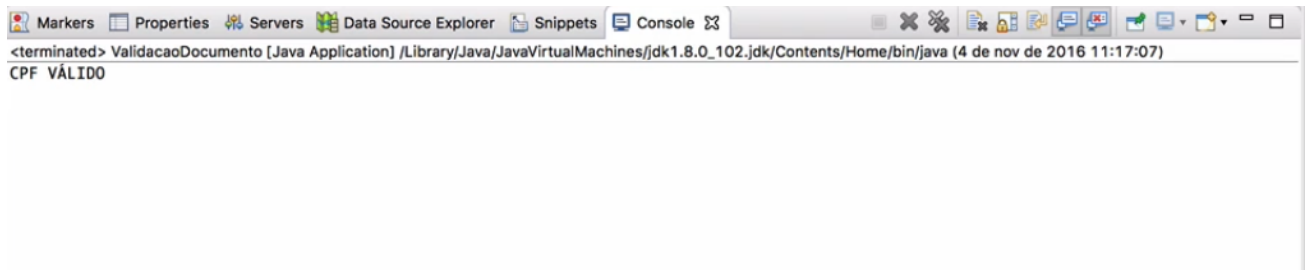 Markers Properties Servers Data Source Explorer Snippets Console
<terminated> ValidacaoDocumento [Java Application] /Library/Java/JavaVirtualMachines/jdk1.8.0_102.jdk/Contents/Home/bin/java (4 de nov de 2016 11:17:07)
CPF VÁLIDO